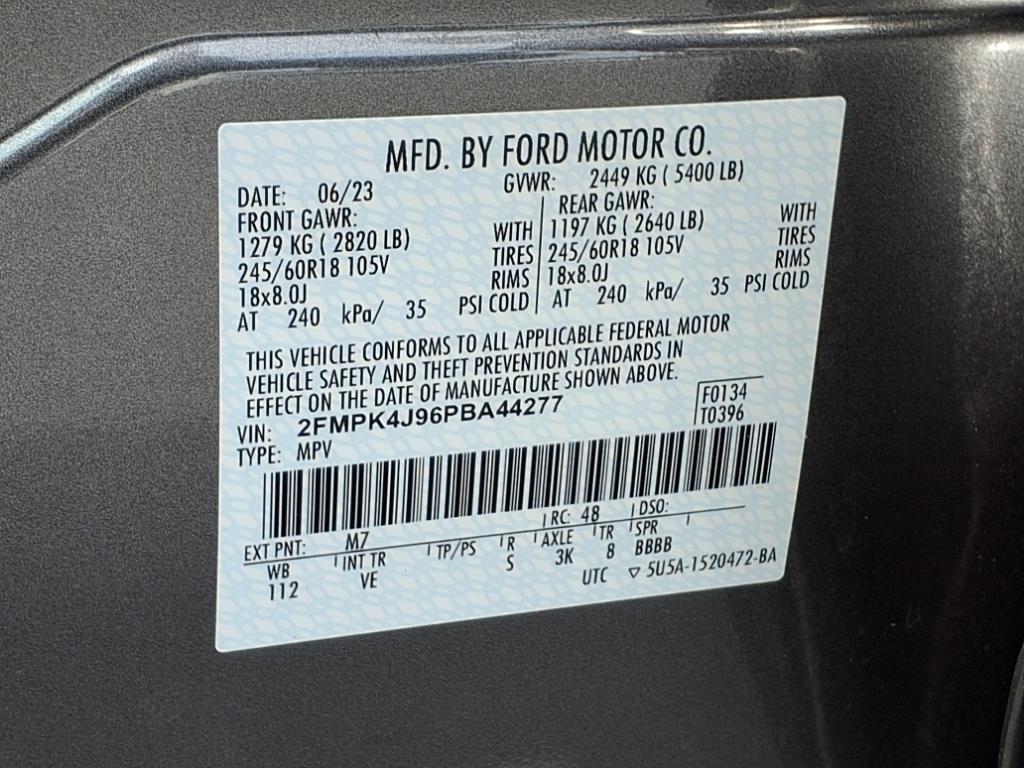 MFD. BY FORD MOTOR CO.
DATE: 06/23 GVWR: 2449 KG ( 5400 LB)
FRONT GAWR:
1279 KG ( 2820 LB) WITH
245/60R18 105V TIRES
18x8.0J RIMS
AT 240 kPa/ 35 PSI COLD
REAR GAWR:
1197 KG ( 2640 LB) WITH
245/60R18 105V TIRES
18x8.0J RIMS
AT 240 kPa/ 35 PSI COLD
THIS VEHICLE CONFORMS TO ALL APPLICABLE FEDERAL MOTOR
VEHICLE SAFETY AND THEFT PREVENTION STANDARDS IN
EFFECT ON THE DATE OF MANUFACTURE SHOWN ABOVE.
VIN: 2FMPK4J96PBA44277
TYPE: MPV
F0134
T0396
EXT PNT: M7 RC: 48 DSO:
WB INT TR TP/PS R AXLE TR SPR
112 VE S 3K 8 BBBB
UTC ▽ 5U5A-1520472-BA